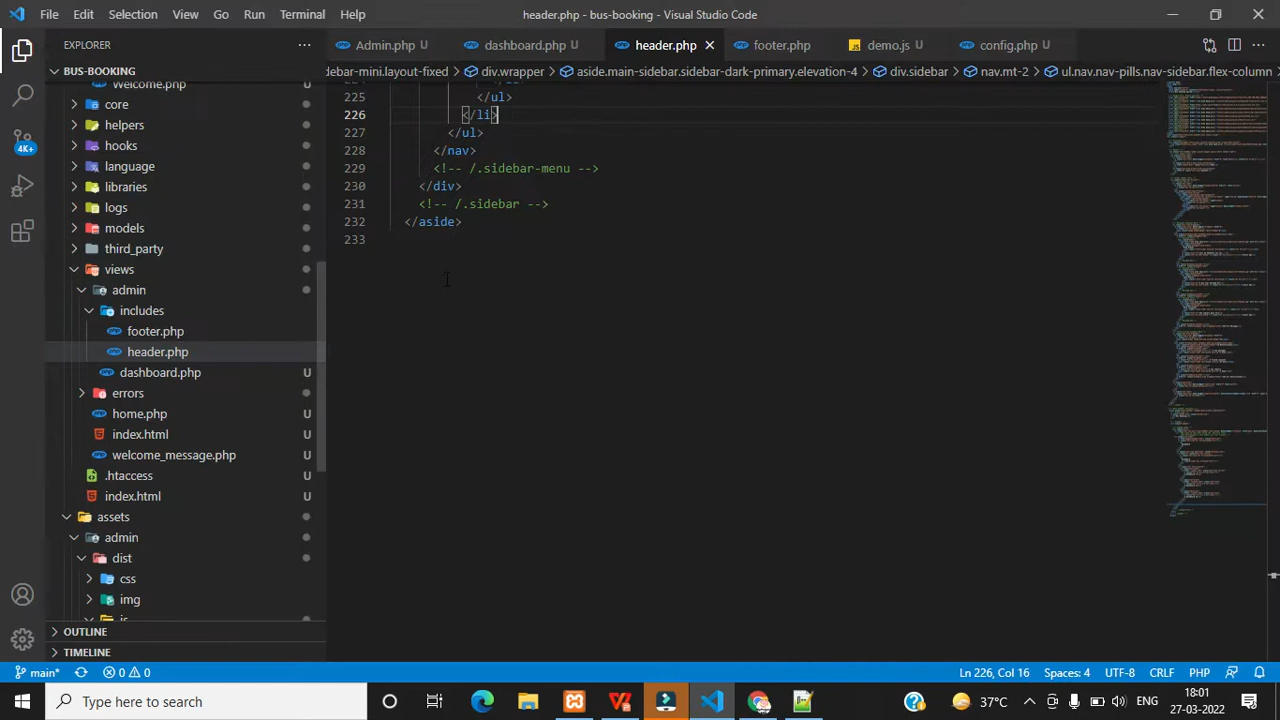 File Edit Selection View Go Run Terminal Help
header.php - bus-booking - Visual Studio Code
EXPLORER
Admin.php U dashboard.php U header.php footer.php demo.js U config.php U
BUS-BOOKING
debar-mini.layout-fixed > div.wrapper > aside.main-sidebar.sidebar-dark-primary.elevation-4 > div.sidebar > nav.mt-2 > ul.nav.nav-pills.nav-sidebar.flex-column
Welcome.php U
core
helpers
hooks
language
libraries
logs
models
third_party
views
admin
includes
footer.php
header.php
dashboard.php U
errors
home.php U
index.html U
welcome_message.php U
.htaccess U
index.html U
assets
admin
dist
css
img
js
OUTLINE
TIMELINE
225 </ul>
226 </li>
227 </ul>
228 </nav>
229 <!-- /.sidebar-menu -->
230 </div>
231 <!-- /.sidebar -->
232 </aside>
233
4K+
main* 0 0
Ln 226, Col 16 Spaces: 4 UTF-8 CRLF PHP
Type here to search
37°C ENG 18:01
27-03-2022